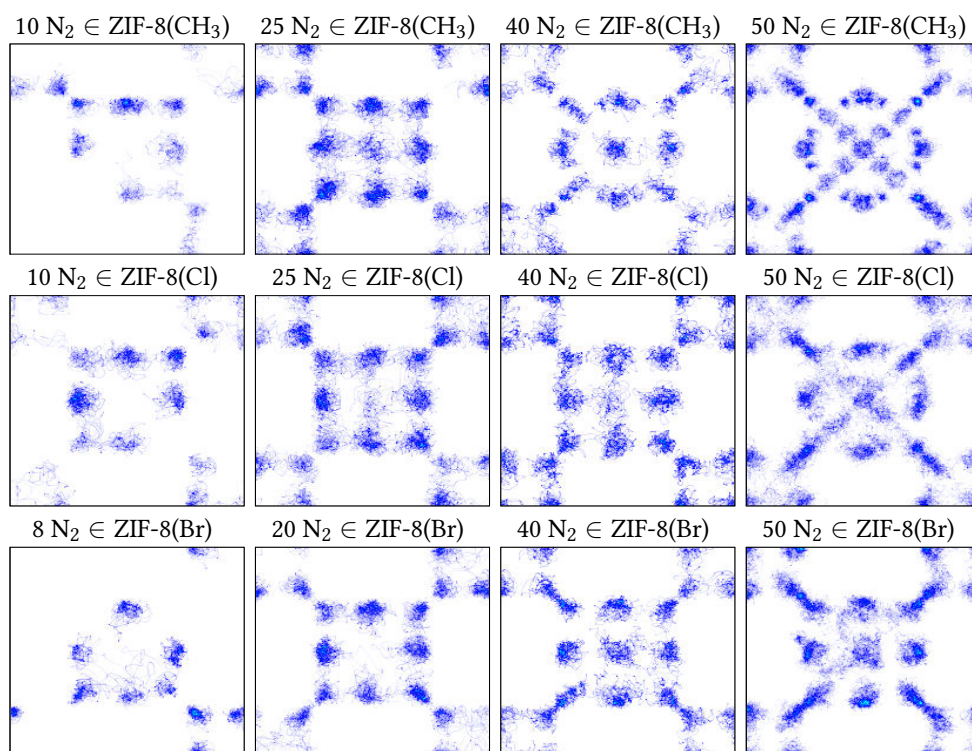 10 N₂ ∈ ZIF-8(CH₃) 25 N₂ ∈ ZIF-8(CH₃) 40 N₂ ∈ ZIF-8(CH₃) 50 N₂ ∈ ZIF-8(CH₃)
10 N₂ ∈ ZIF-8(Cl) 25 N₂ ∈ ZIF-8(Cl) 40 N₂ ∈ ZIF-8(Cl) 50 N₂ ∈ ZIF-8(Cl)
8 N₂ ∈ ZIF-8(Br) 20 N₂ ∈ ZIF-8(Br) 40 N₂ ∈ ZIF-8(Br) 50 N₂ ∈ ZIF-8(Br)